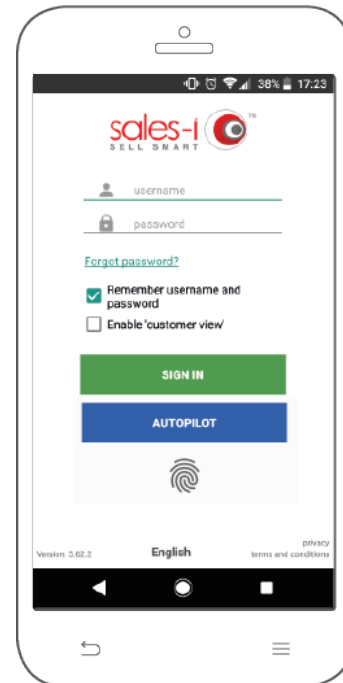 38% 17:23
sales-i ™
SELL SMART
username
password
Forgot password?
Remember username and
password
Enable 'customer view'
SIGN IN
AUTOPILOT
privacy
Version: 3.62.2 English terms and conditions